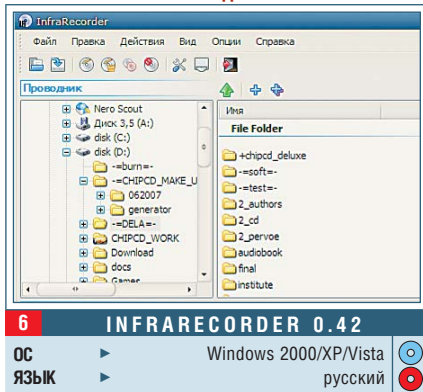 InfraRecorder
Файл Правка Действия Вид Опции Справка
Проводник
Nero Scout
Диск 3,5 (A:)
disk (C:)
disk (D:)
-=burn=-
-=CHIPCD_MAKE_U
062007
generator
-=DELA=-
CHIPCD_WORK
Download
docs
Games
Имя
File Folder
+chipcd_deluxe
-=soft=-
-=test=-
2_authors
2_cd
2_pervoe
audiobook
final
institute
6 INFRARECORDER 0.42
ОС ► Windows 2000/XP/Vista
ЯЗЫК ► русский